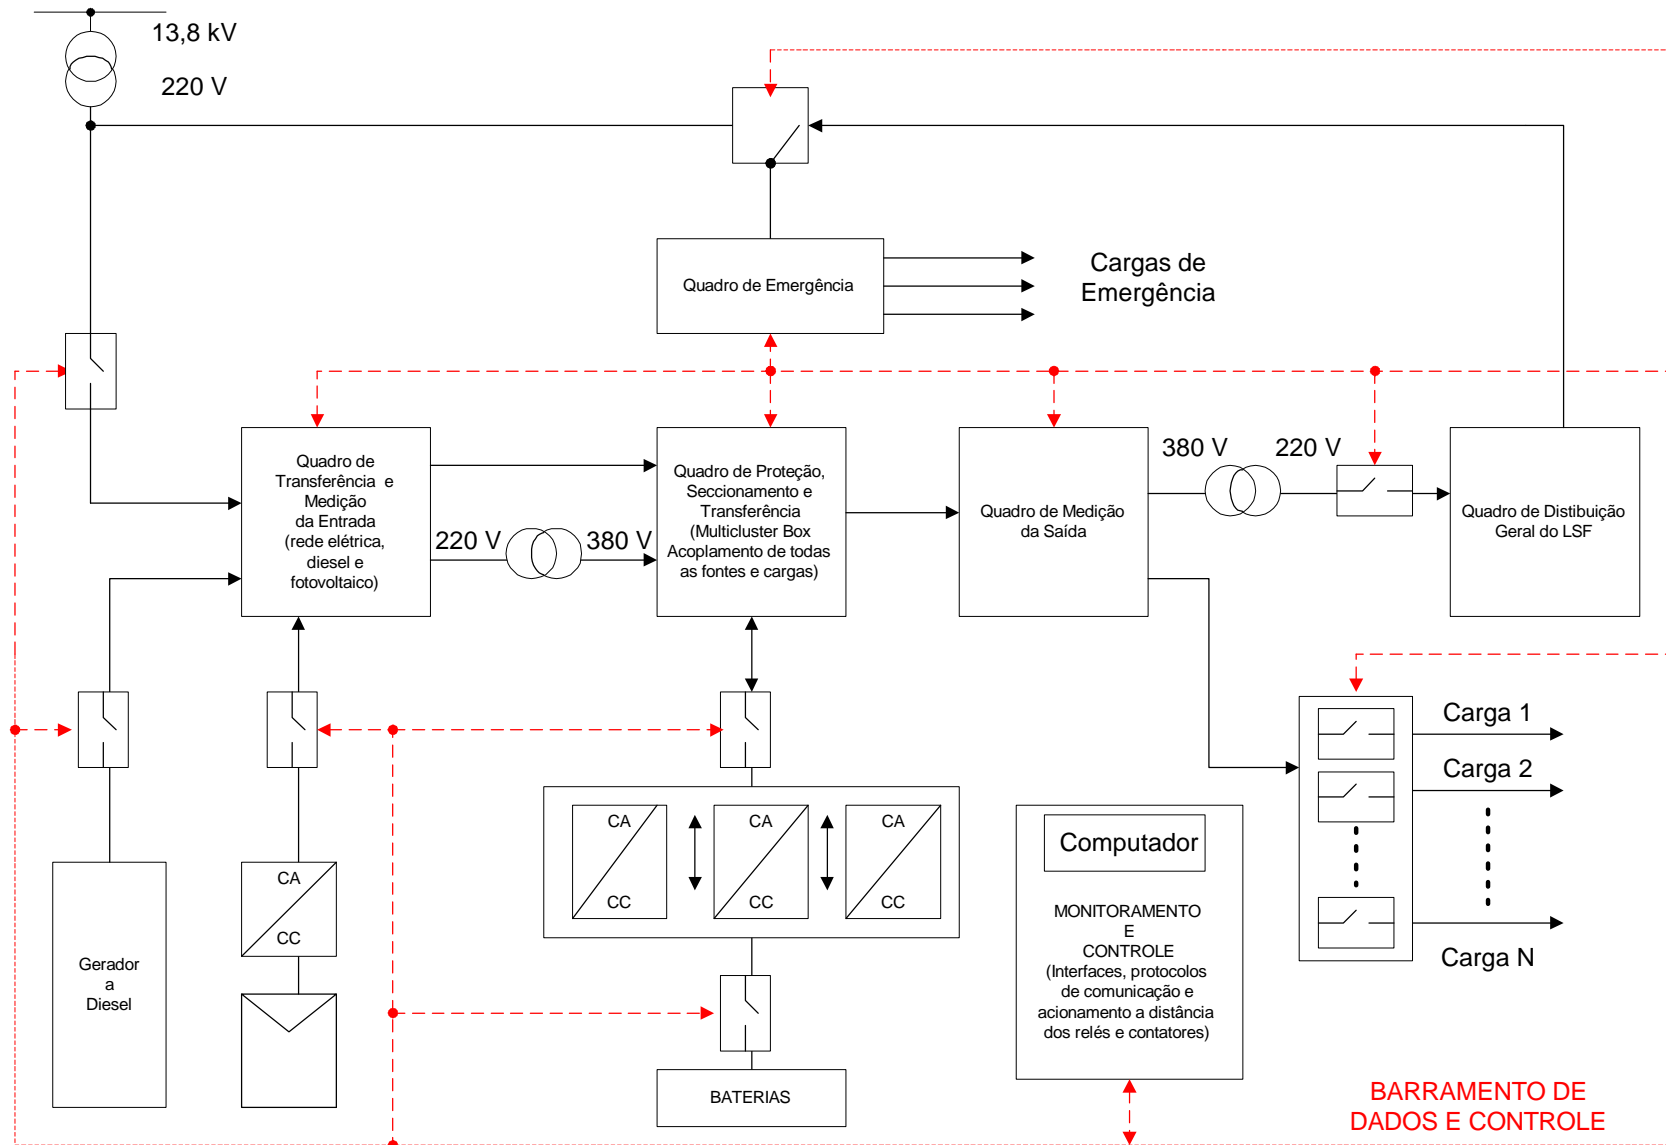 13,8 kV
220 V
Quadro de Emergência
Cargas de
Emergência
Quadro de
Transferência e
Medição
da Entrada
(rede elétrica,
diesel e
fotovoltaico)
220 V
380 V
Quadro de Proteção,
Seccionamento e
Transferência
(Multicluster Box
Acoplamento de todas
as fontes e cargas)
Quadro de Medição
da Saída
380 V
220 V
Quadro de Distibuição
Geral do LSF
Carga 1
Carga 2
Carga N
CA
CC
CA
CC
CA
CC
CA
CC
Gerador
a
Diesel
BATERIAS
Computador
MONITORAMENTO
E
CONTROLE
(Interfaces, protocolos
de comunicação e
acionamento a distância
dos relés e contatores)
BARRAMENTO DE
DADOS E CONTROLE